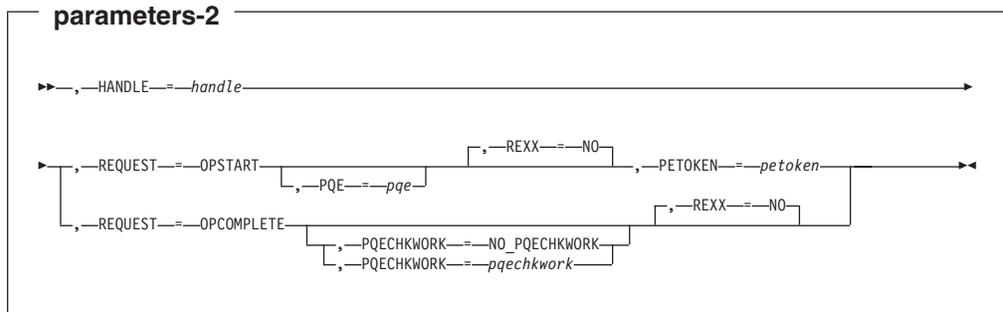 parameters-2
,—HANDLE—=—handle
,—REXX—=—NO
,—REQUEST—=—OPSTART ,—PETOKEN—=—petoken
,—PQE—=—pqe
,—REXX—=—NO
,—REQUEST—=—OPCOMPLETE
,—PQECHKWORK—=—NO_PQECHKWORK
,—PQECHKWORK—=—pqechkwork